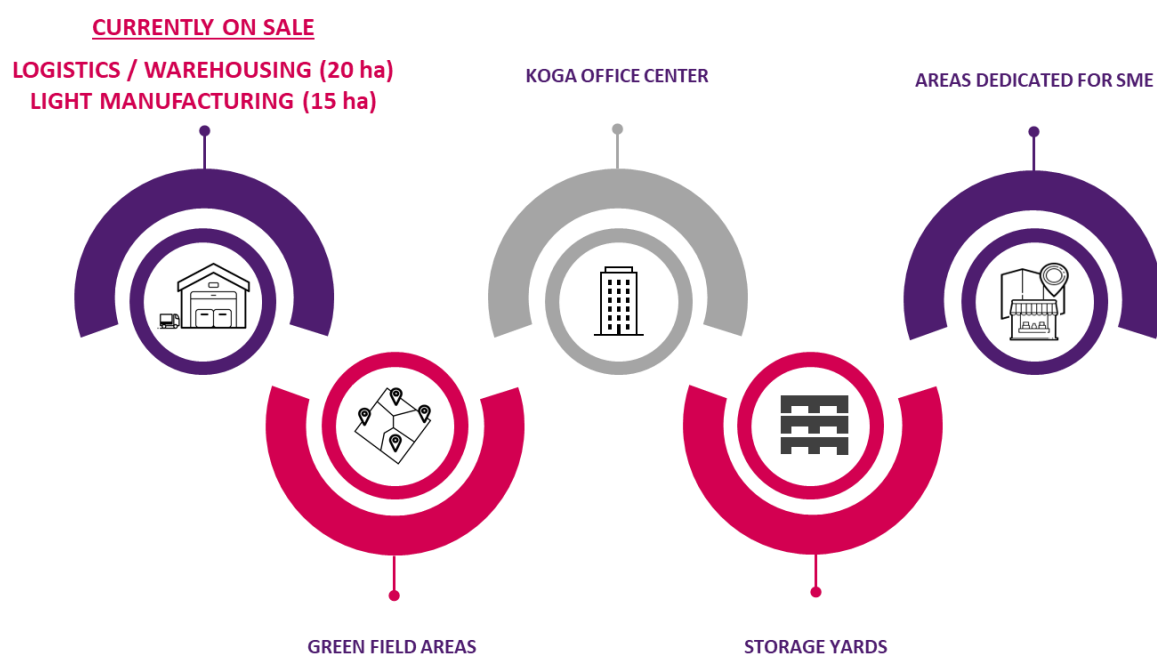 CURRENTLY ON SALE
LOGISTICS / WAREHOUSING (20 ha)
LIGHT MANUFACTURING (15 ha)
KOGA OFFICE CENTER
AREAS DEDICATED FOR SME
GREEN FIELD AREAS
STORAGE YARDS